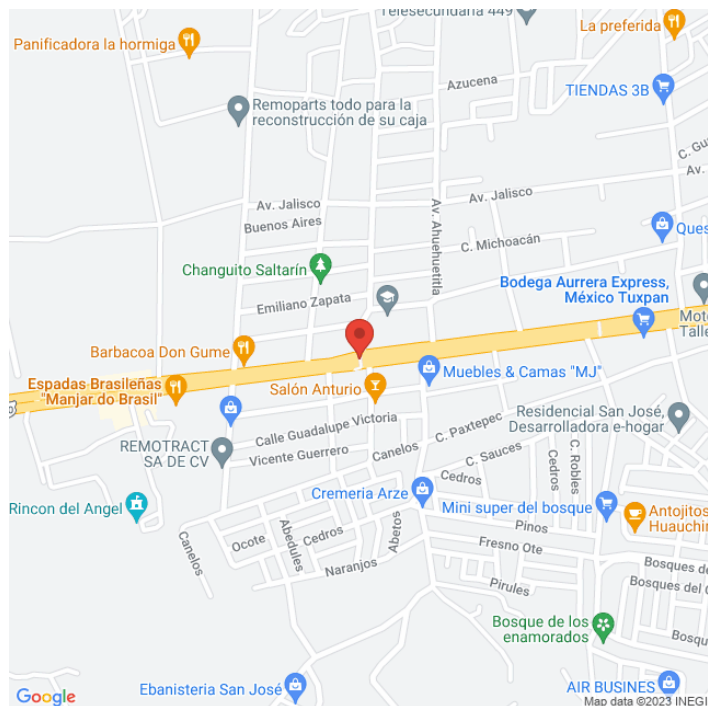 Telesecundaria 449
La preferida
Panificadora la hormiga
Azucena
TIENDAS 3B
Remoparts todo para la
reconstrucción de su caja
C. Gu
Av.
Av. Jalisco
Av. Jalisco
Av. Ahuehuetitla
Buenos Aires
Ques
C. Michoacán
Changuito Saltarín
Bodega Aurrera Express,
México Tuxpan
Emiliano Zapata
Moto
Talle
Barbacoa Don Gume
Muebles & Camas "MJ"
Espadas Brasileñas
"Manjar do Brasil"
Salón Anturio
Residencial San José,
Desarrolladora e-hogar
Calle Guadalupe Victoria
C. Paxtepec
REMOTRACT
SA DE CV
Vicente Guerrero
Canelos
C. Sauces
Cedros
C. Robles
Cedros
Cremeria Arze
Mini super del bosque
Rincon del Angel
Antojitos
Huauchin
Pinos
Abetos
Abedules
Cedros
Ocote
Canelos
Fresno Ote
Naranjos
Bosques de
Bosques del C
Pirules
Bosque de los
enamorados
Bosqu
Ebanisteria San José
AIR BUSINES
Google
Map data ©2023 INEGI